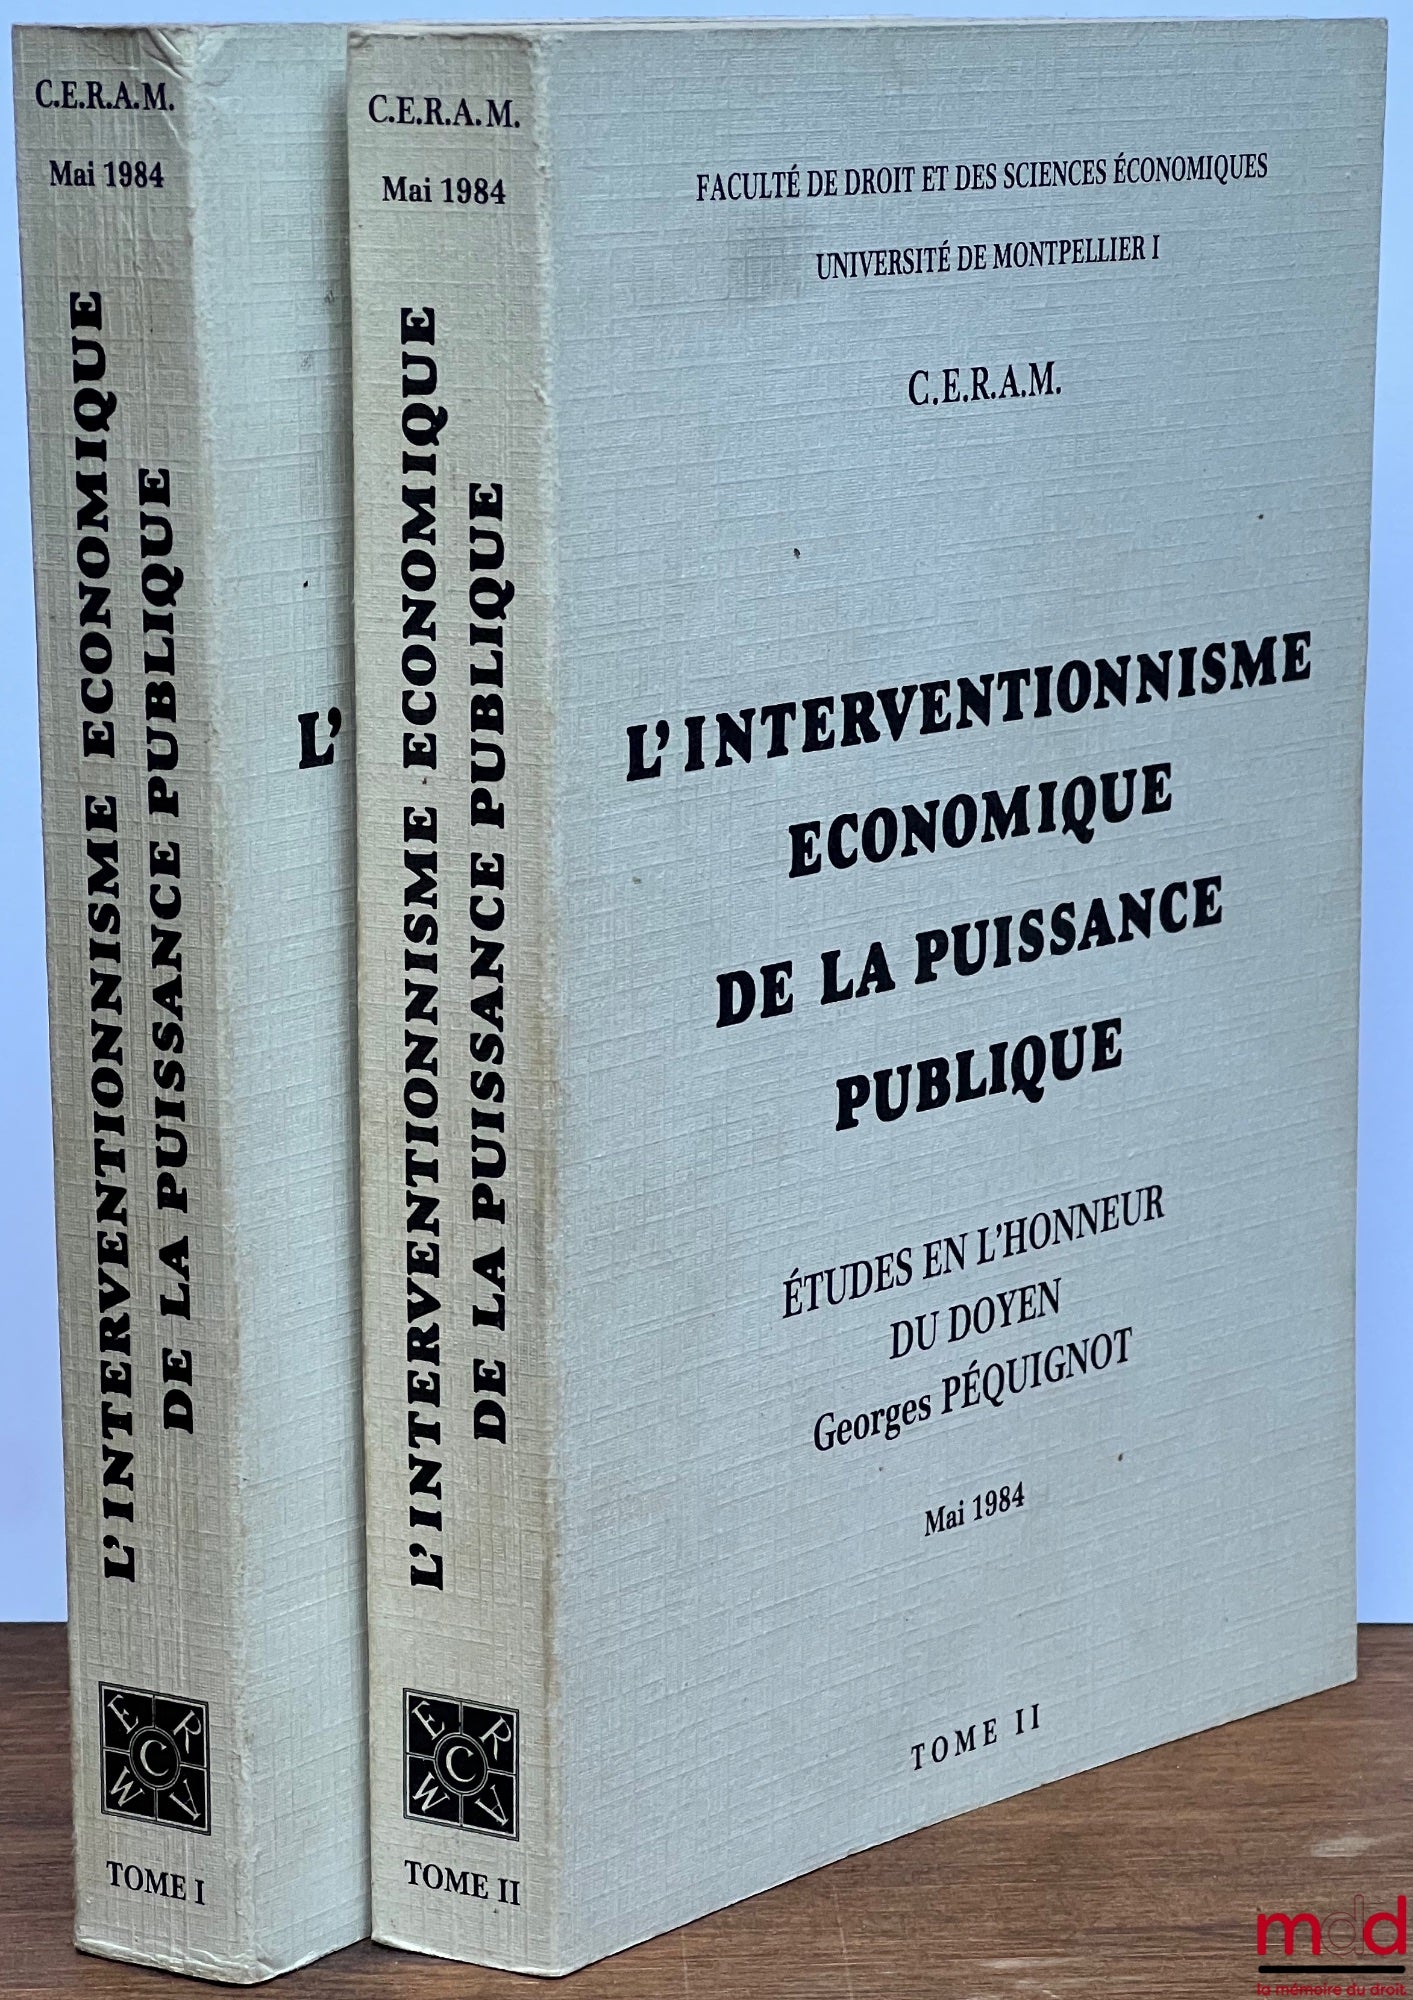 C.E.R.A.M.
Mai 1984
L'INTERVENTIONNISME ECONOMIQUE
DE LA PUISSANCE PUBLIQUE
E R
C
M A
TOME I
L'
C.E.R.A.M.
Mai 1984
L'INTERVENTIONNISME ECONOMIQUE
DE LA PUISSANCE PUBLIQUE
E R
C
M A
TOME II
FACULTÉ DE DROIT ET DES SCIENCES ÉCONOMIQUES
UNIVERSITÉ DE MONTPELLIER I
C.E.R.A.M.
L'INTERVENTIONNISME
ECONOMIQUE
DE LA PUISSANCE
PUBLIQUE
ÉTUDES EN L'HONNEUR
DU DOYEN
Georges PÉQUIGNOT
Mai 1984
TOME II
mdd
la mémoire du droit